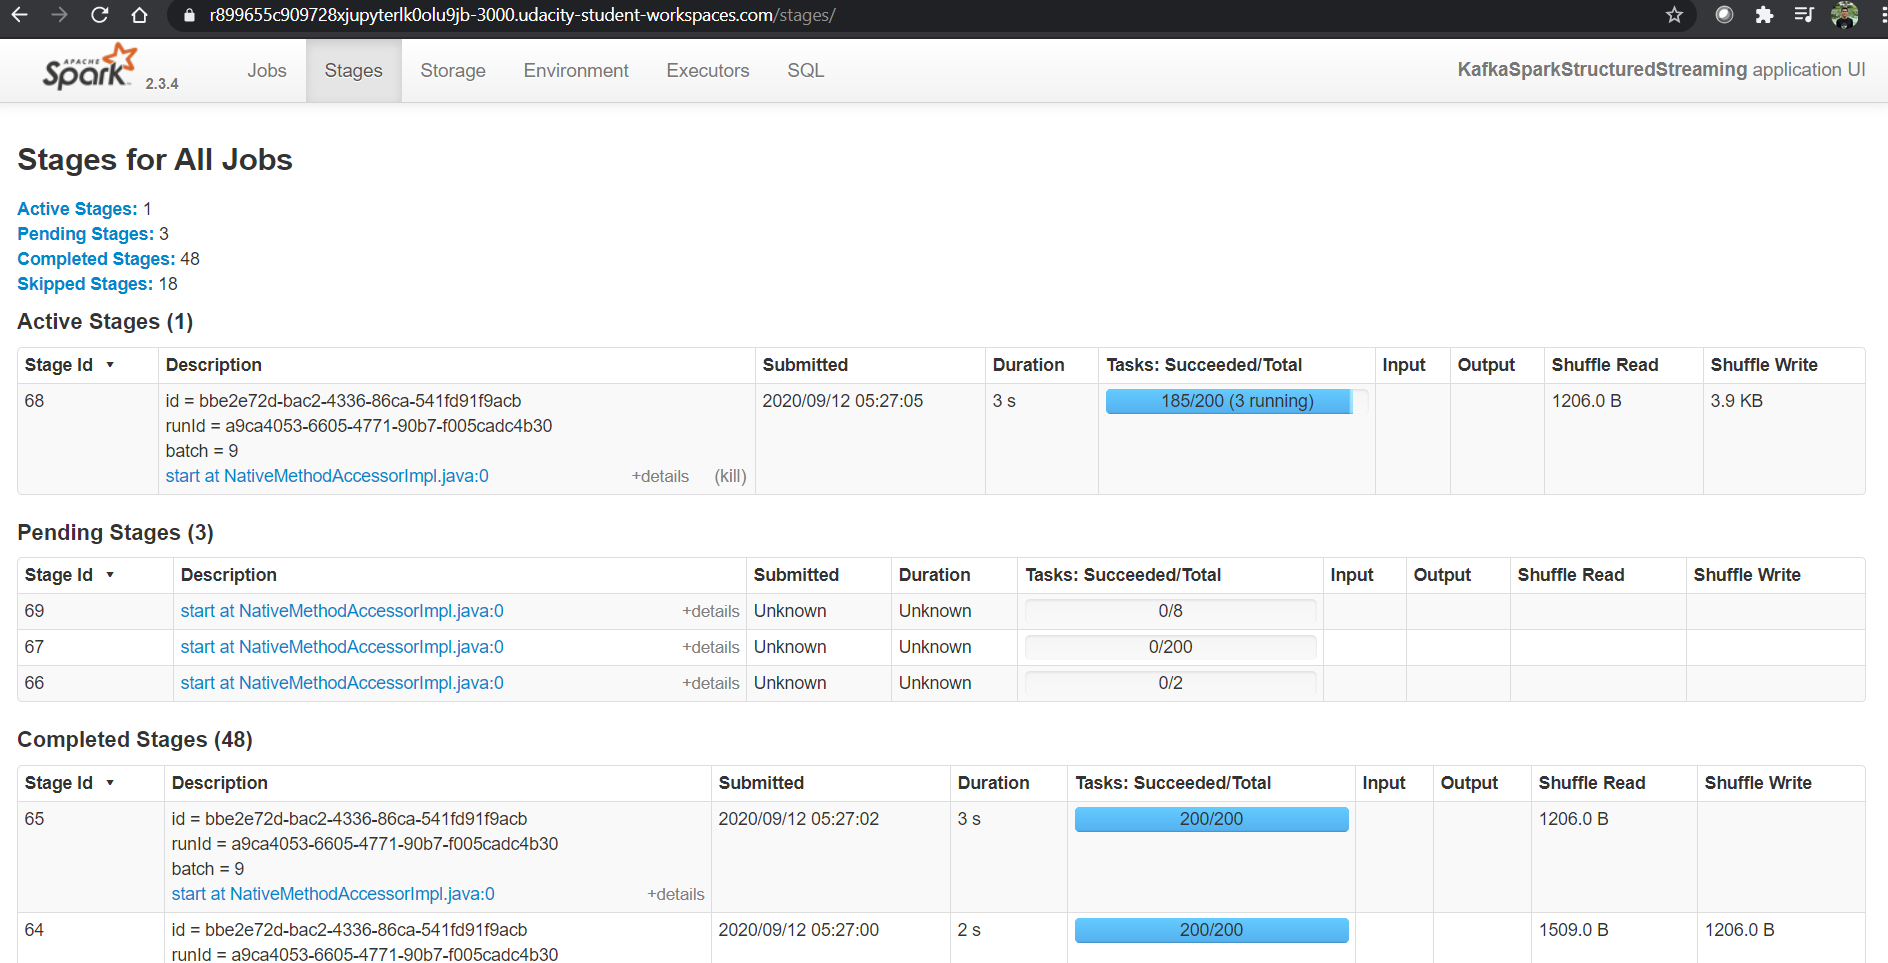 r899655c909728xjupyterlk0olu9jb-3000.udacity-student-workspaces.com/stages/
APACHE Spark 2.3.4 Jobs Stages Storage Environment Executors SQL KafkaSparkStructuredStreaming application UI
Stages for All Jobs
Active Stages: 1
Pending Stages: 3
Completed Stages: 48
Skipped Stages: 18
Active Stages (1)
Stage Id Description Submitted Duration Tasks: Succeeded/Total Input Output Shuffle Read Shuffle Write
68 id = bbe2e72d-bac2-4336-86ca-541fd91f9acb 2020/09/12 05:27:05 3 s 185/200 (3 running) 1206.0 B 3.9 KB
runId = a9ca4053-6605-4771-90b7-f005cadc4b30
batch = 9
start at NativeMethodAccessorImpl.java:0 +details (kill)
Pending Stages (3)
Stage Id Description Submitted Duration Tasks: Succeeded/Total Input Output Shuffle Read Shuffle Write
69 start at NativeMethodAccessorImpl.java:0 +details Unknown Unknown 0/8
67 start at NativeMethodAccessorImpl.java:0 +details Unknown Unknown 0/200
66 start at NativeMethodAccessorImpl.java:0 +details Unknown Unknown 0/2
Completed Stages (48)
Stage Id Description Submitted Duration Tasks: Succeeded/Total Input Output Shuffle Read Shuffle Write
65 id = bbe2e72d-bac2-4336-86ca-541fd91f9acb 2020/09/12 05:27:02 3 s 200/200 1206.0 B
runId = a9ca4053-6605-4771-90b7-f005cadc4b30
batch = 9
start at NativeMethodAccessorImpl.java:0 +details
64 id = bbe2e72d-bac2-4336-86ca-541fd91f9acb 2020/09/12 05:27:00 2 s 200/200 1509.0 B 1206.0 B
runId = a9ca4053-6605-4771-90b7-f005cadc4b30